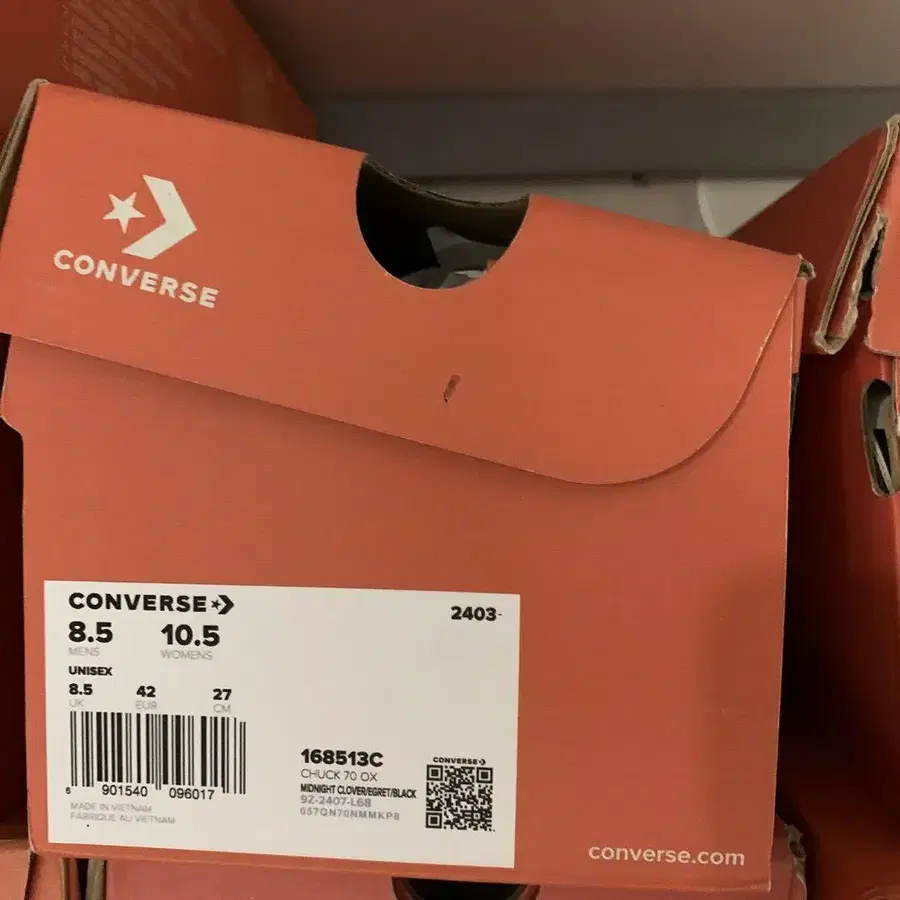 CONVERSE
CONVERSE
2403-
8.5 10.5
MENS WOMENS
UNISEX
8.5 42 27
UK EUR CM
6 901540 096017
MADE IN VIETNAM
FABRIQUE AU VIETNAM
168513C
CHUCK 70 OX
MIDNIGHT CLOVER/EGRET/BLACK
9Z-2407-L68
057QN70NMMKP8
CONVERSE
converse.com